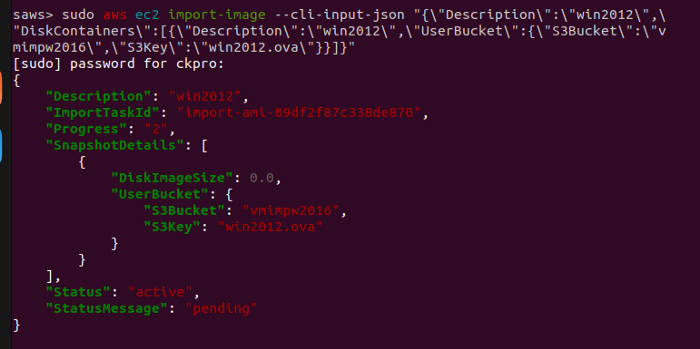 saws> sudo aws ec2 import-image --cli-input-json "{\"Description\":\"win2012\",\
"DiskContainers\":[{\"Description\":\"win2012\",\"UserBucket\":{\"S3Bucket\":\"v
mimpw2016\",\"S3Key\":\"win2012.ova\"}}]}"
[sudo] password for ckpro:
{
    "Description": "win2012",
    "ImportTaskId": "import-ami-09df2f87c338de870",
    "Progress": "2",
    "SnapshotDetails": [
        {
            "DiskImageSize": 0.0,
            "UserBucket": {
                "S3Bucket": "vmimpw2016",
                "S3Key": "win2012.ova"
            }
        }
    ],
    "Status": "active",
    "StatusMessage": "pending"
}